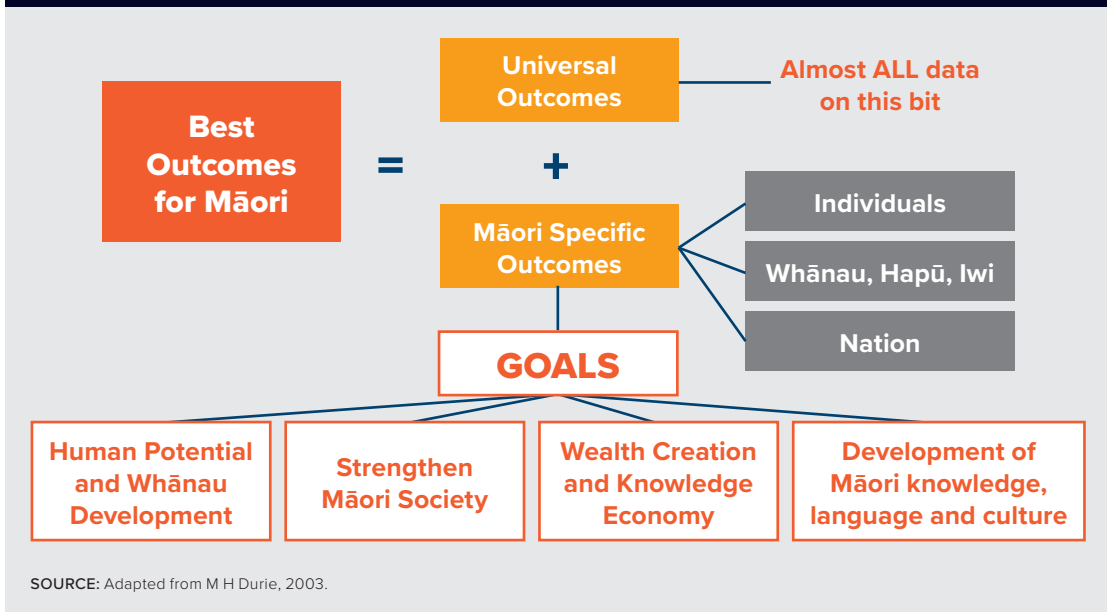 Best
Outcomes
for Māori
=
Universal
Outcomes
Almost ALL data
on this bit
+
Māori Specific
Outcomes
Individuals
Whānau, Hapū, Iwi
Nation
GOALS
Human Potential
and Whānau
Development
Strengthen
Māori Society
Wealth Creation
and Knowledge
Economy
Development of
Māori knowledge,
language and culture
SOURCE: Adapted from M H Durie, 2003.